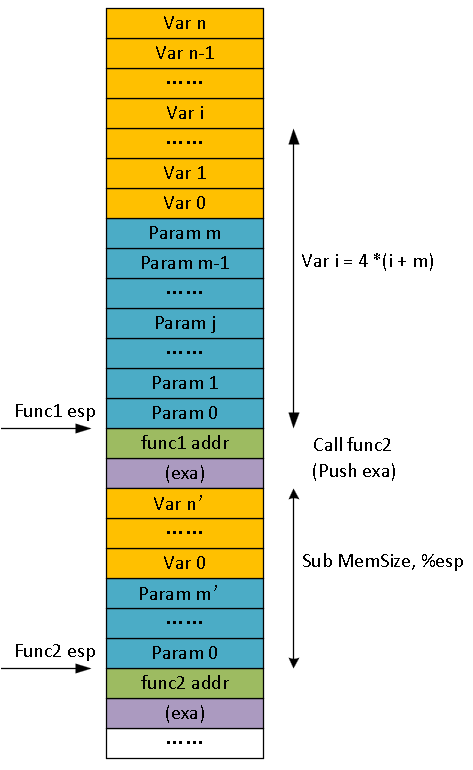 Var n
Var n-1
……
Var i
……
Var 1
Var 0
Param m
Param m-1
……
Param j
……
Param 1
Param 0
func1 addr
(exa)
Var n’
……
Var 0
Param m’
……
Param 0
func2 addr
(exa)
……
Func1 esp
Func2 esp
Var i = 4 *(i + m)
Call func2
(Push exa)
Sub MemSize, %esp